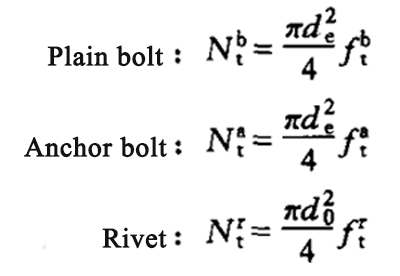 Plain bolt : N_t^b = πd_e^2/4 f_t^b
Anchor bolt : N_t^a = πd_e^2/4 f_t^a
Rivet : N_t^r = πd_0^2/4 f_t^r